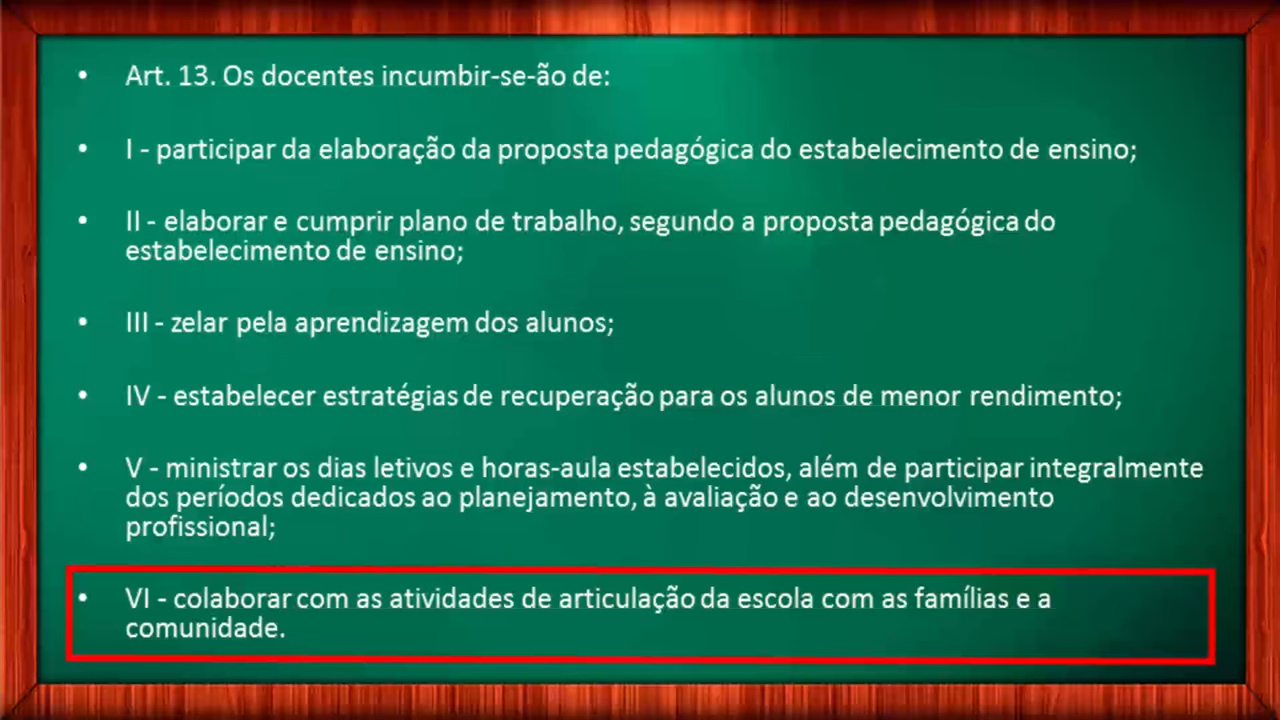 • Art. 13. Os docentes incumbir-se-ão de:
• I - participar da elaboração da proposta pedagógica do estabelecimento de ensino;
• II - elaborar e cumprir plano de trabalho, segundo a proposta pedagógica do
estabelecimento de ensino;
• III - zelar pela aprendizagem dos alunos;
• IV - estabelecer estratégias de recuperação para os alunos de menor rendimento;
• V - ministrar os dias letivos e horas-aula estabelecidos, além de participar integralmente
dos períodos dedicados ao planejamento, à avaliação e ao desenvolvimento
profissional;
• VI - colaborar com as atividades de articulação da escola com as famílias e a
comunidade.